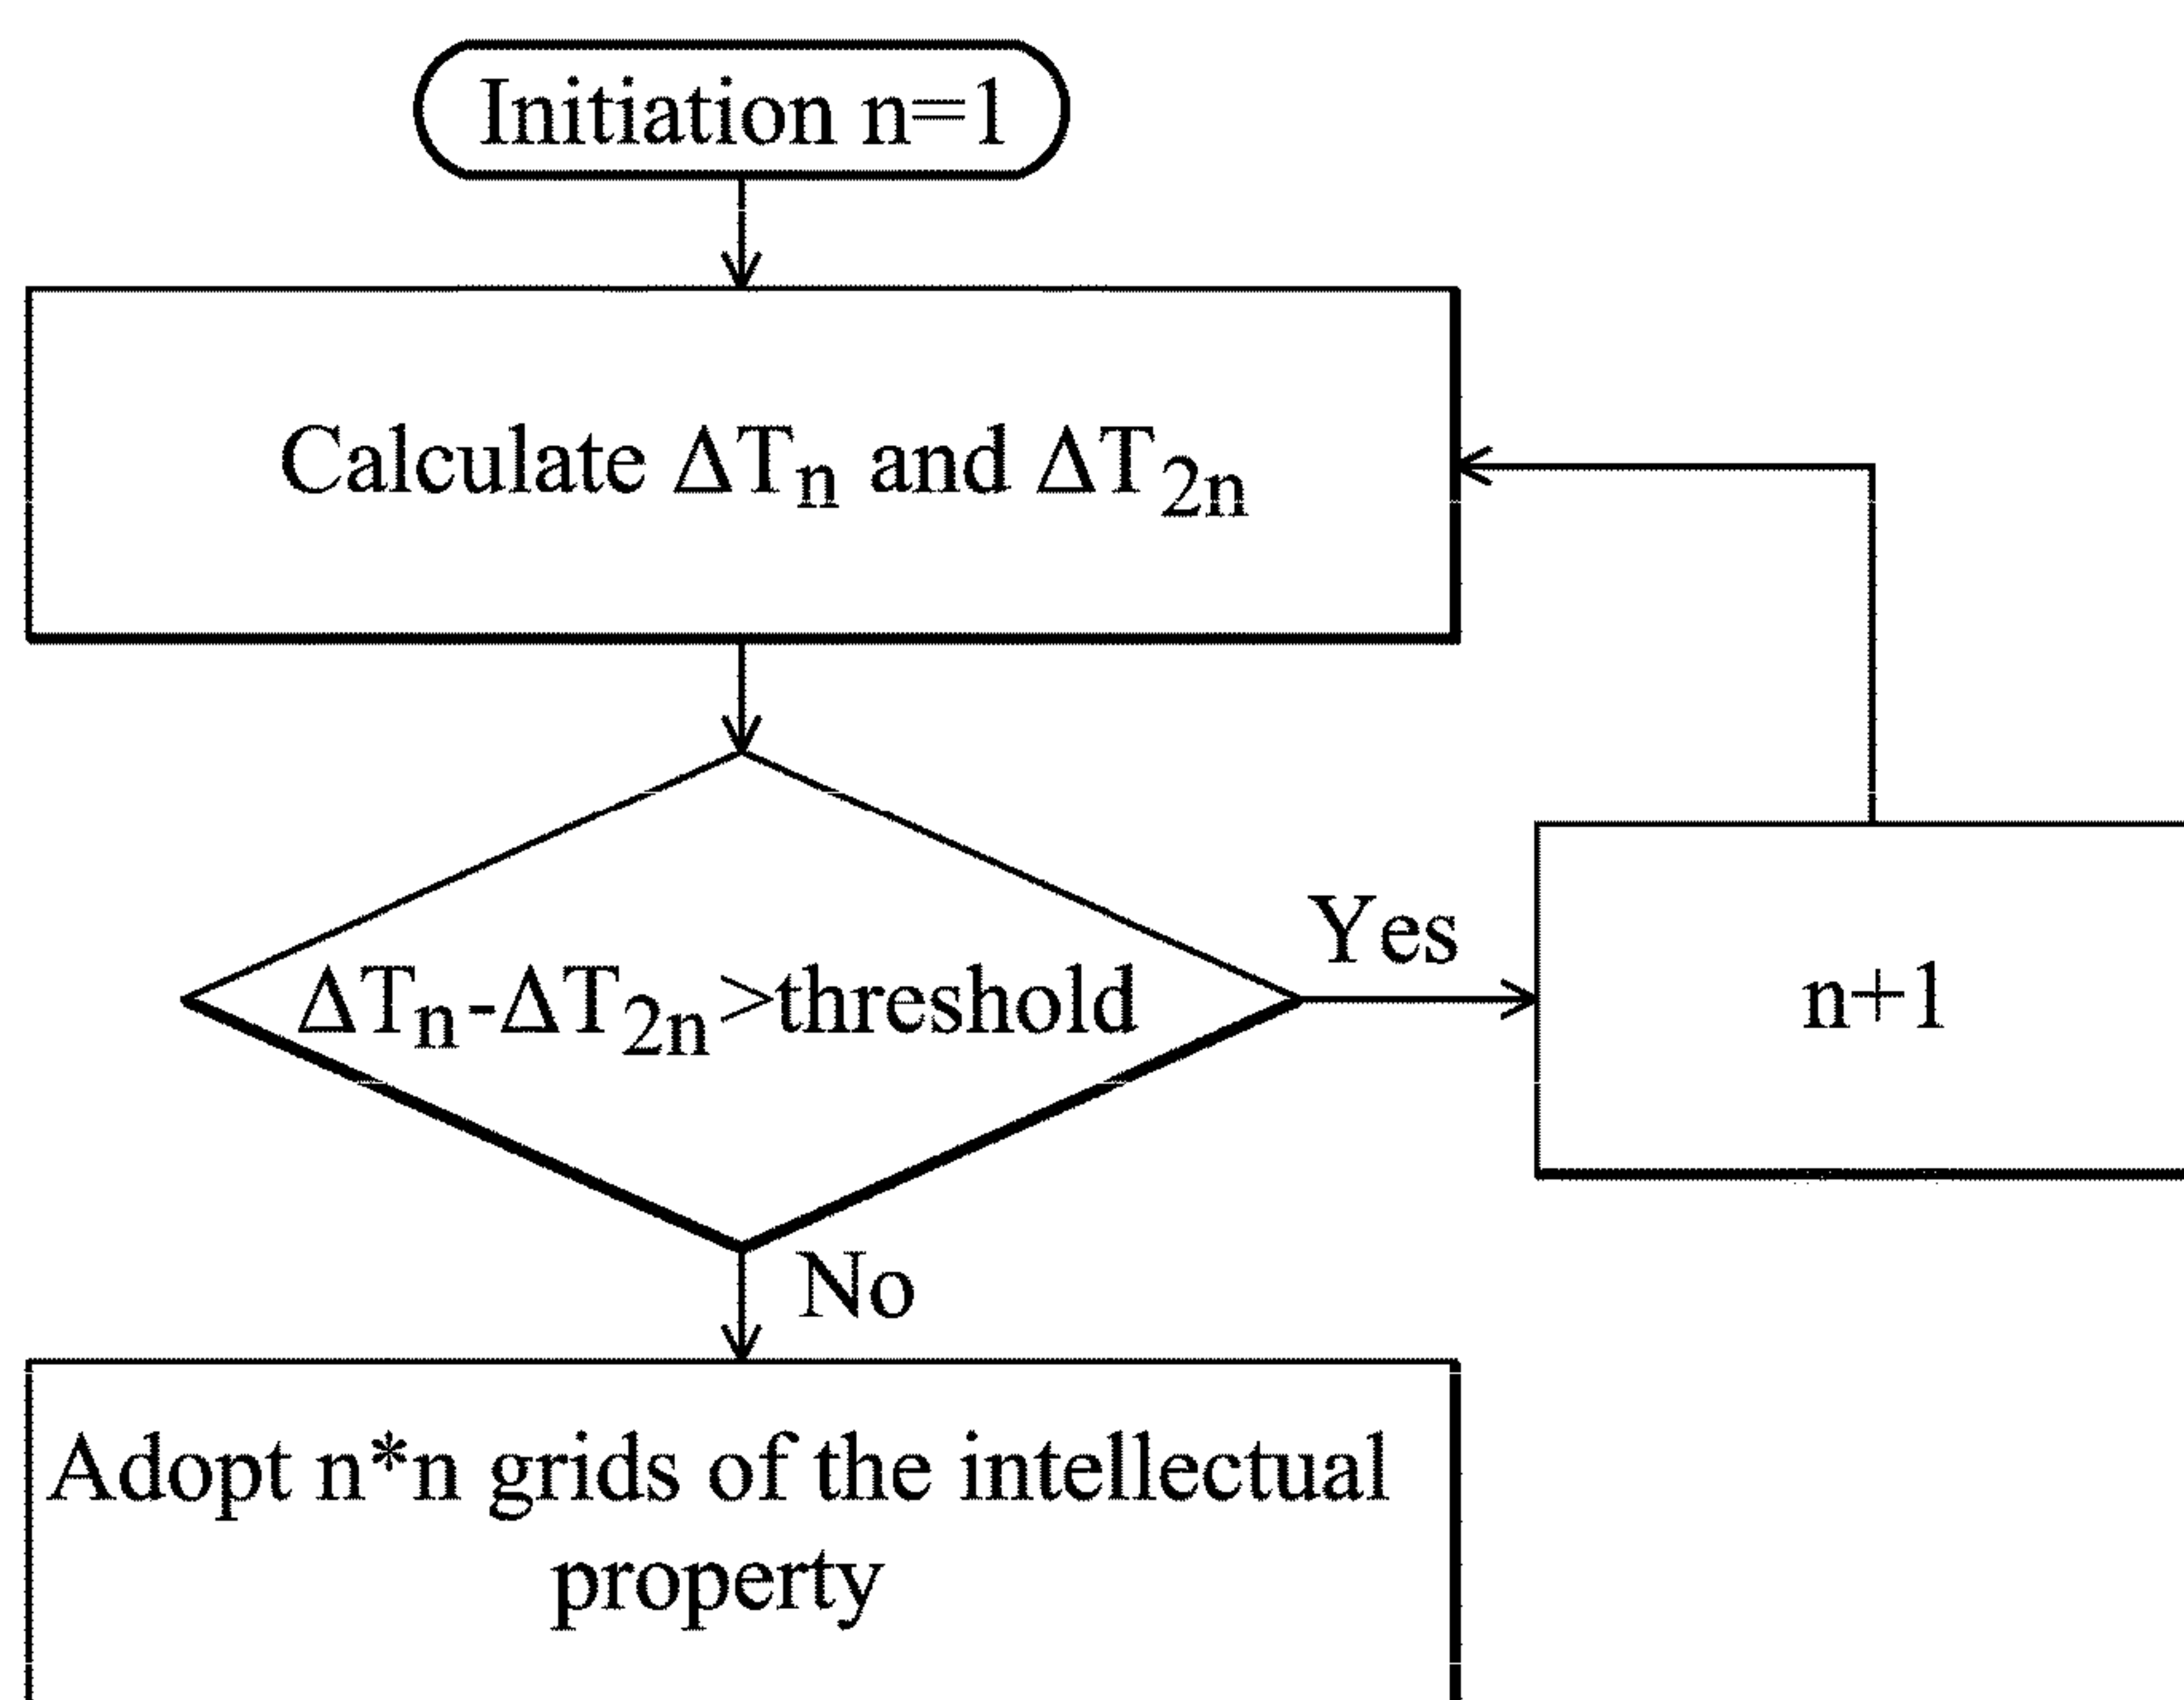 Initiation n=1
Calculate ΔTn and ΔT2n
ΔTn-ΔT2n>threshold
Yes
n+1
No
Adopt n*n grids of the intellectual
property